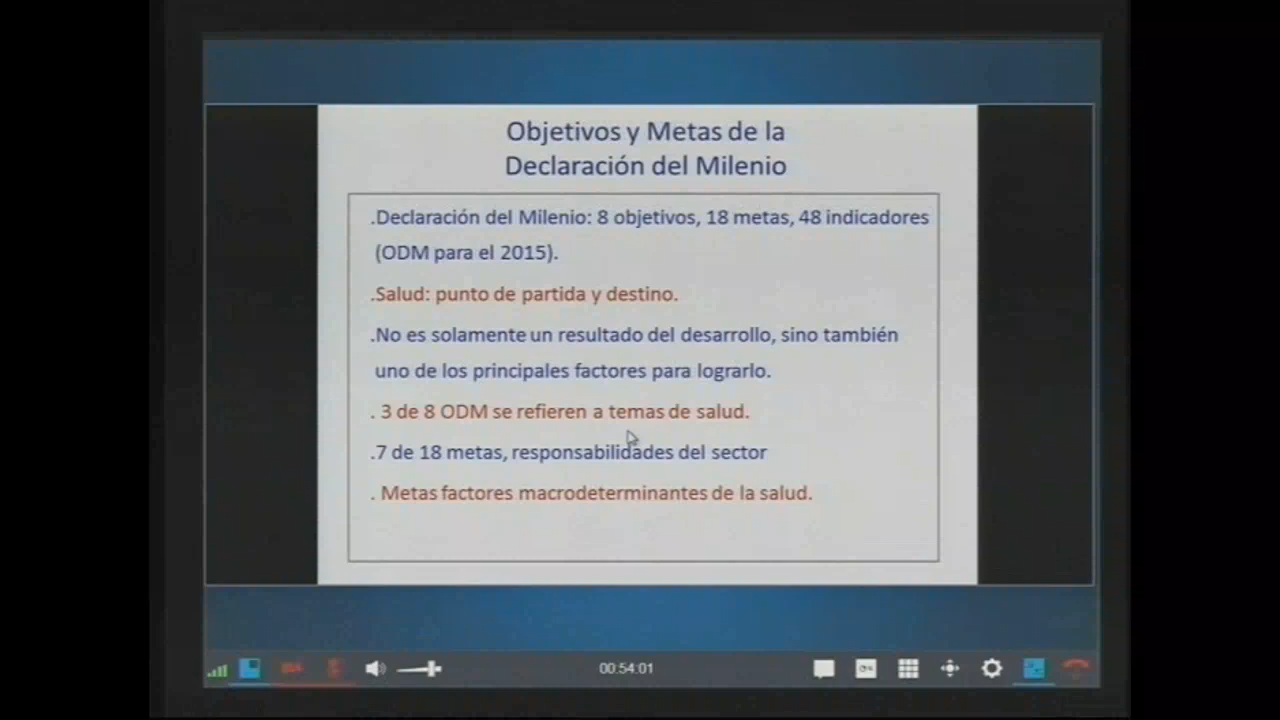 Objetivos y Metas de la
Declaración del Milenio
.Declaración del Milenio: 8 objetivos, 18 metas, 48 indicadores
(ODM para el 2015).
.Salud: punto de partida y destino.
.No es solamente un resultado del desarrollo, sino también
uno de los principales factores para lograrlo.
. 3 de 8 ODM se refieren a temas de salud.
.7 de 18 metas, responsabilidades del sector
. Metas factores macrodeterminantes de la salud.
00:54:01